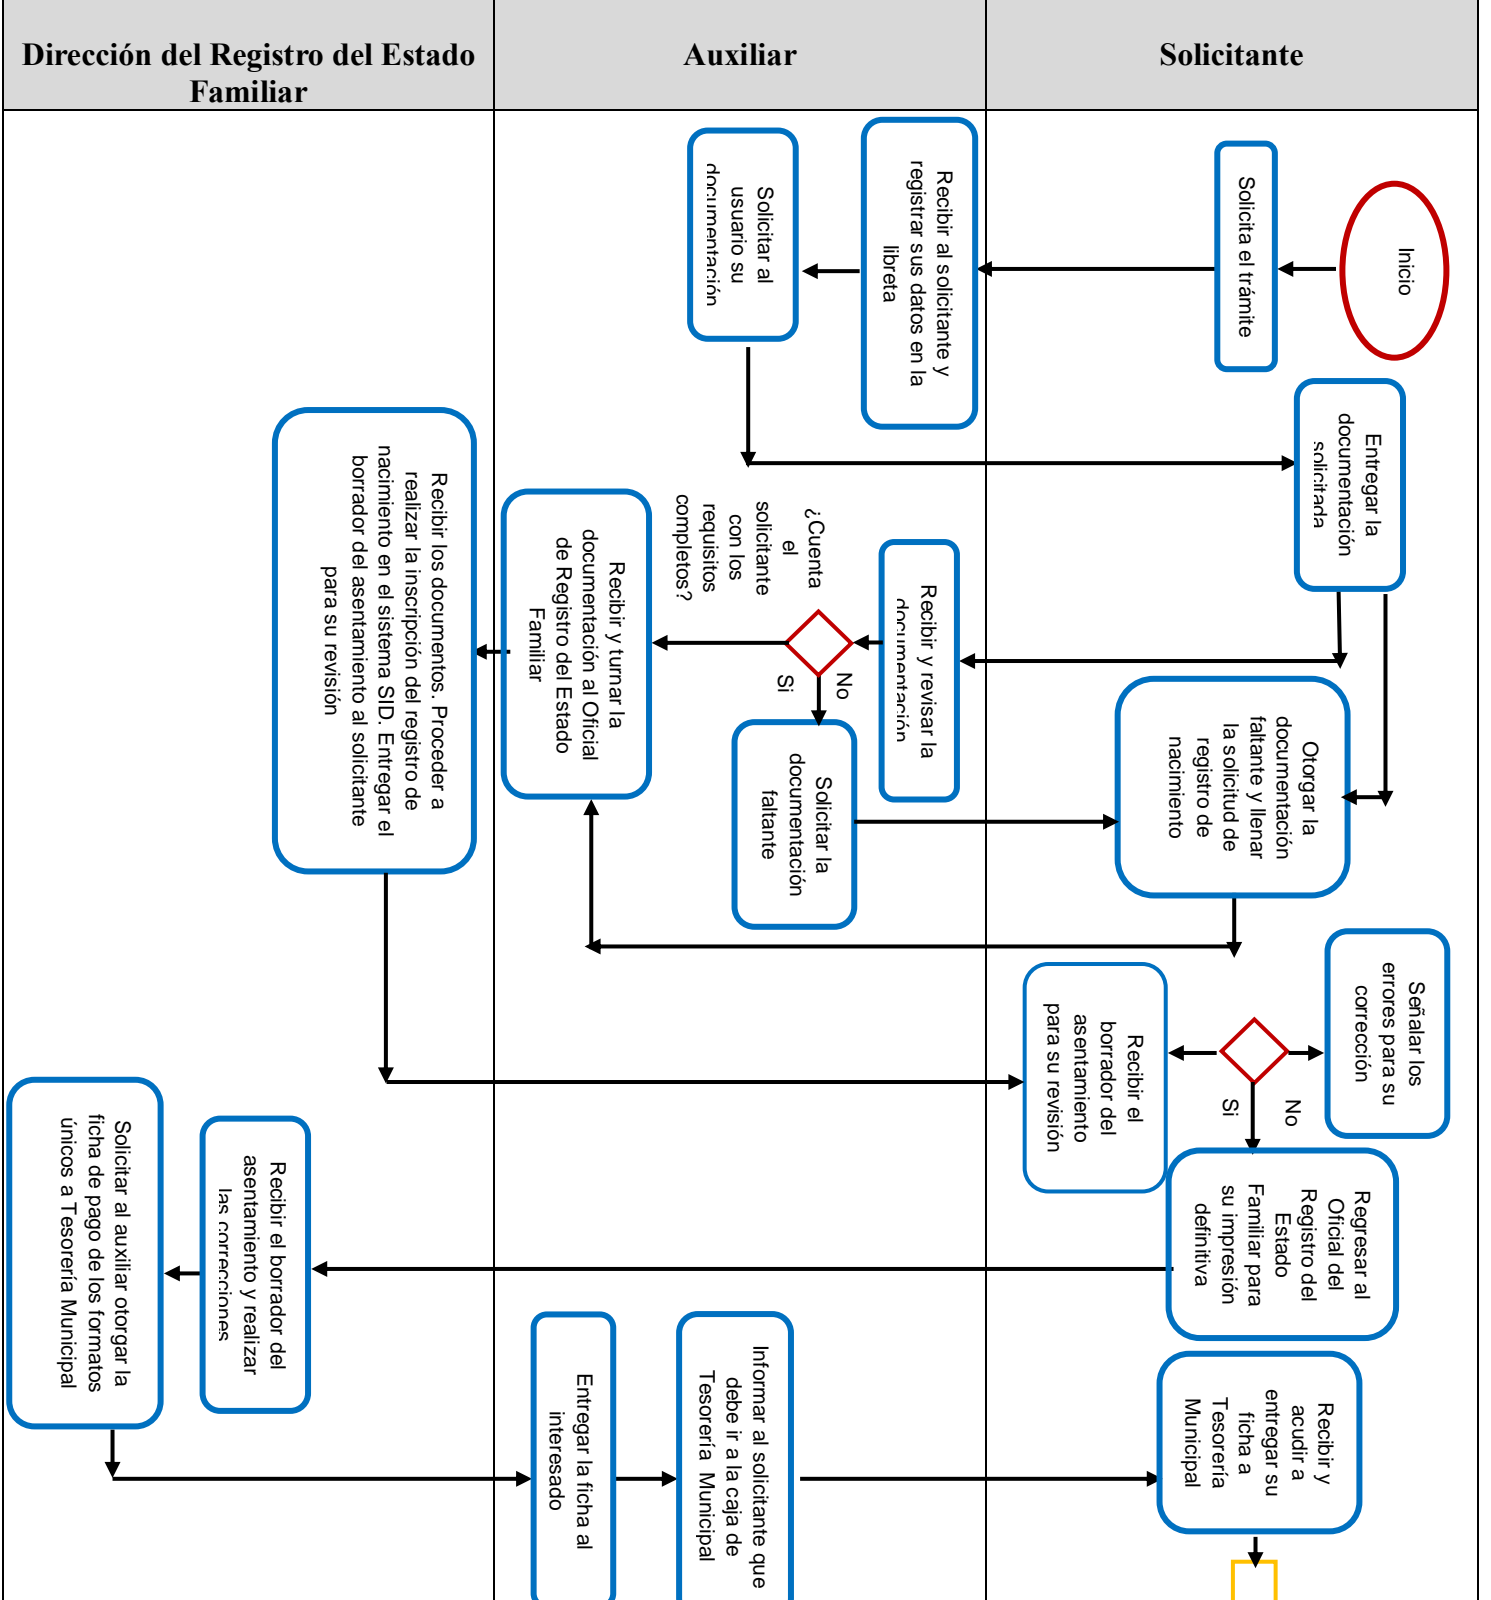 Dirección del Registro del Estado
Familiar
Auxiliar
Solicitante
Inicio
Solicita el trámite
Recibir al solicitante y
registrar sus datos en la
libreta
Solicitar al
usuario su
documentación
Entregar la
documentación
solicitada
Recibir y revisar la
documentación
¿Cuenta
el
solicitante
con los
requisitos
completos?
No
Si
Solicitar la
documentación
faltante
Otorgar la
documentación
faltante y llenar
la solicitud de
registro de
nacimiento
Recibir y turnar la
documentación al Oficial
de Registro del Estado
Familiar
Recibir los documentos. Proceder a
realizar la inscripción del registro de
nacimiento en el sistema SID. Entregar el
borrador del asentamiento al solicitante
para su revisión
Recibir el
borrador del
asentamiento
para su revisión
No
Si
Señalar los
errores para su
corrección
Regresar al
Oficial del
Registro del
Estado
Familiar para
su impresión
definitiva
Recibir el borrador del
asentamiento y realizar
las correcciones
Solicitar al auxiliar otorgar la
ficha de pago de los formatos
únicos a Tesorería Municipal
Entregar la ficha al
interesado
Informar al solicitante que
debe ir a la caja de
Tesorería Municipal
Recibir y
acudir a
entregar su
ficha a
Tesorería
Municipal